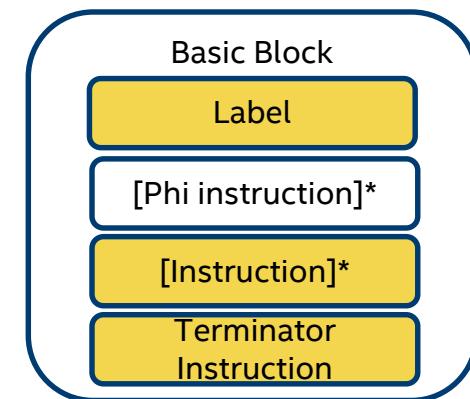 Basic Block
Label
[Phi instruction]*
[Instruction]*
Terminator
Instruction